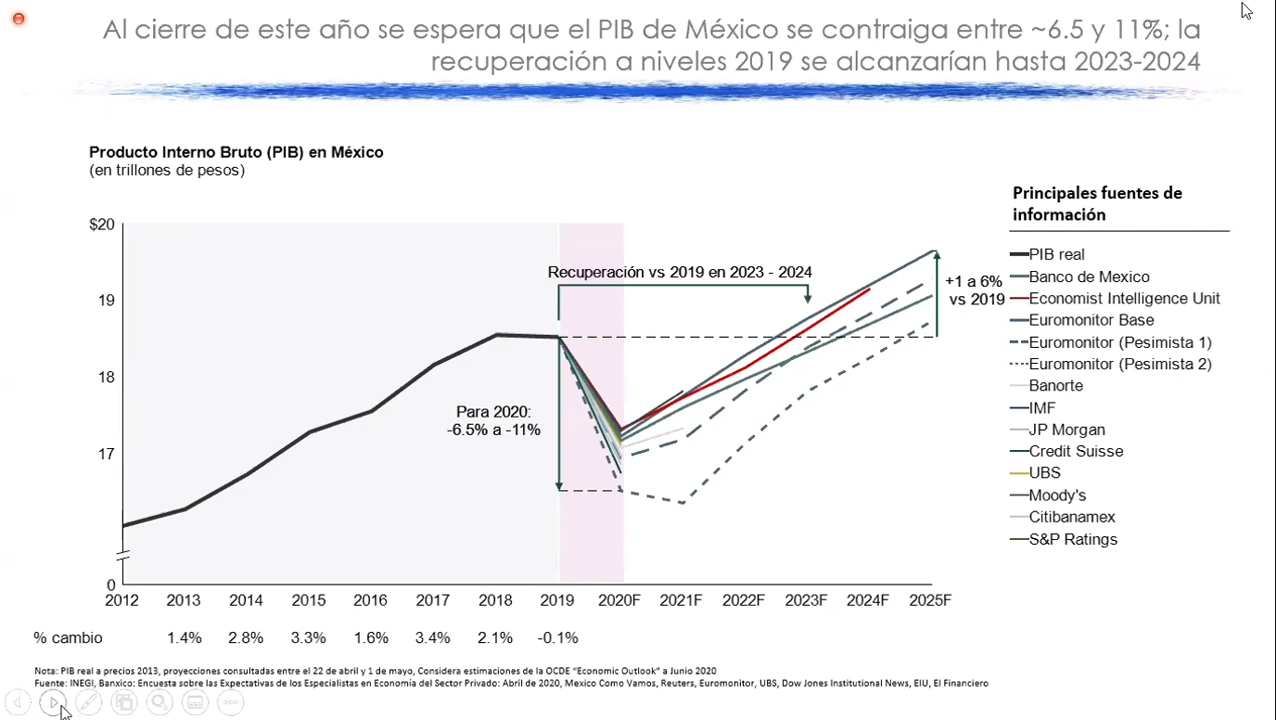 Al cierre de este año se espera que el PIB de México se contraiga entre ~6.5 y 11%; la
recuperación a niveles 2019 se alcanzarían hasta 2023-2024
Producto Interno Bruto (PIB) en México
(en trillones de pesos)
$20
19
18
17
0
Recuperación vs 2019 en 2023 - 2024
Para 2020:
-6.5% a -11%
+1 a 6%
vs 2019
2012 2013 2014 2015 2016 2017 2018 2019 2020F 2021F 2022F 2023F 2024F 2025F
% cambio 1.4% 2.8% 3.3% 1.6% 3.4% 2.1% -0.1%
Principales fuentes de
información
PIB real
Banco de Mexico
Economist Intelligence Unit
Euromonitor Base
Euromonitor (Pesimista 1)
Euromonitor (Pesimista 2)
Banorte
IMF
JP Morgan
Credit Suisse
UBS
Moody's
Citibanamex
S&P Ratings
Nota: PIB real a precios 2013, proyecciones consultadas entre el 22 de abril y 1 de mayo, Considera estimaciones de la OCDE “Economic Outlook” a Junio 2020
Fuente: INEGI, Banxico: Encuesta sobre las Expectativas de los Especialistas en Economía del Sector Privado: Abril de 2020, Mexico Como Vamos, Reuters, Euromonitor, UBS, Dow Jones Institutional News, EIU, El Financiero